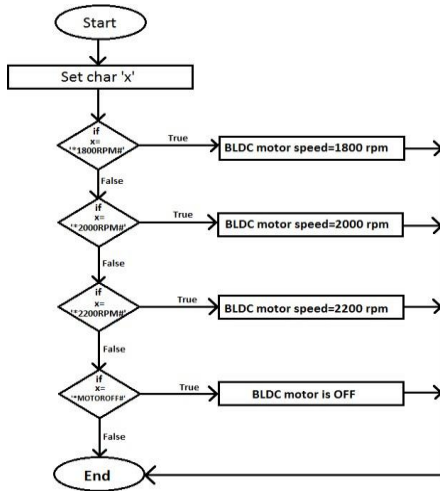 Start
Set char 'x'
if
x=
'*1800RPM#'
True
BLDC motor speed=1800 rpm
False
if
x=
'*2000RPM#'
True
BLDC motor speed=2000 rpm
False
if
x=
'*2200RPM#'
True
BLDC motor speed=2200 rpm
False
if
x=
'*MOTOROFF#'
True
BLDC motor is OFF
False
End